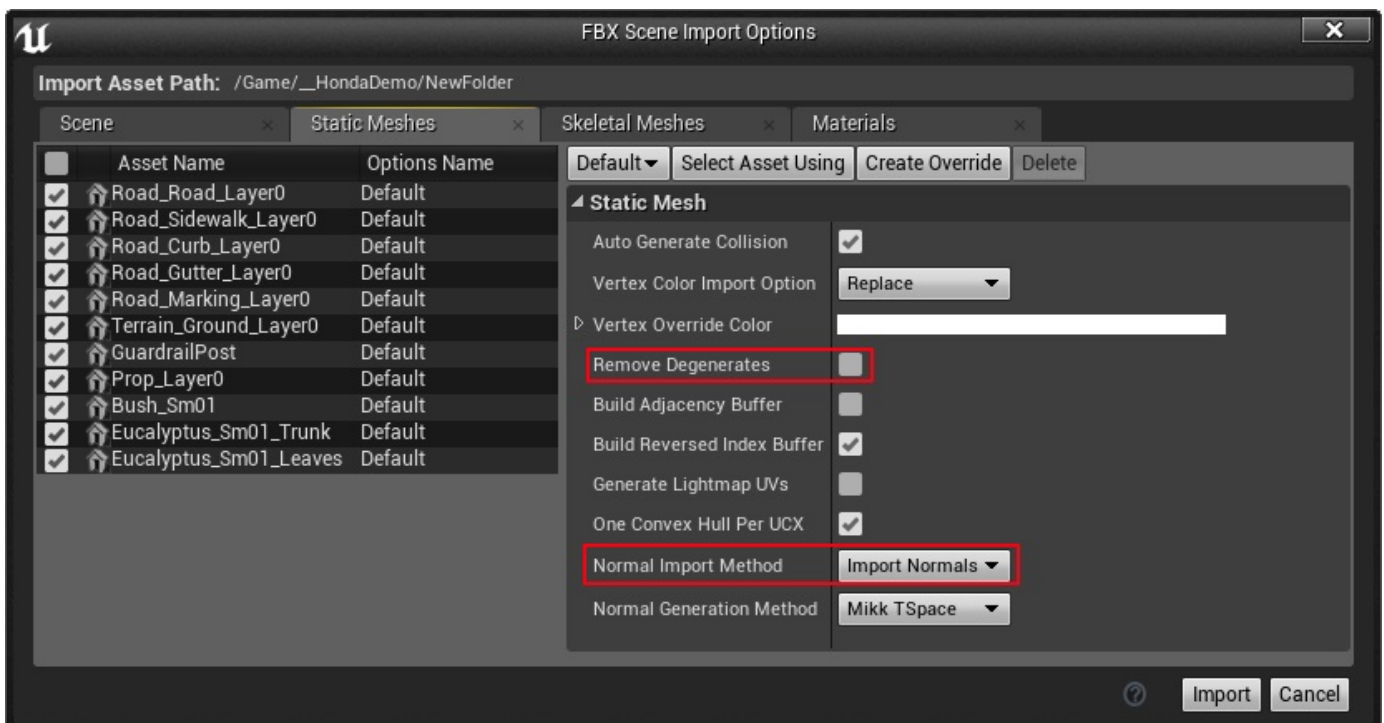 FBX Scene Import Options
Import Asset Path: /Game/__HondaDemo/NewFolder
Scene Static Meshes Skeletal Meshes Materials
Asset Name Options Name
Road_Road_Layer0 Default
Road_Sidewalk_Layer0 Default
Road_Curb_Layer0 Default
Road_Gutter_Layer0 Default
Road_Marking_Layer0 Default
Terrain_Ground_Layer0 Default
GuardrailPost Default
Prop_Layer0 Default
Bush_Sm01 Default
Eucalyptus_Sm01_Trunk Default
Eucalyptus_Sm01_Leaves Default
Default Select Asset Using Create Override Delete
Static Mesh
Auto Generate Collision
Vertex Color Import Option Replace
Vertex Override Color
Remove Degenerates
Build Adjacency Buffer
Build Reversed Index Buffer
Generate Lightmap UVs
One Convex Hull Per UCX
Normal Import Method Import Normals
Normal Generation Method Mikk TSpace
Import Cancel